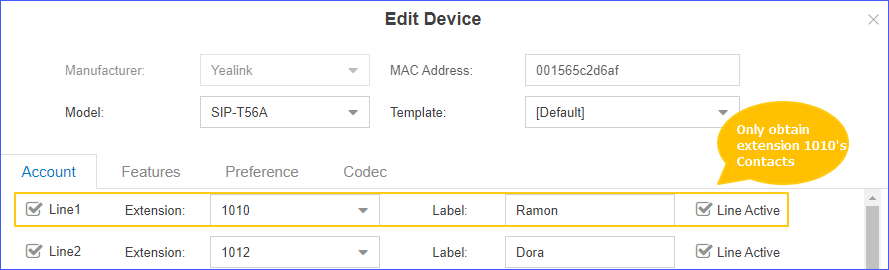 Edit Device
Manufacturer: Yealink MAC Address: 001565c2d6af
Model: SIP-T56A Template: [Default]
Only obtain
extension 1010's
Contacts
Account Features Preference Codec
Line1 Extension: 1010 Label: Ramon Line Active
Line2 Extension: 1012 Label: Dora Line Active